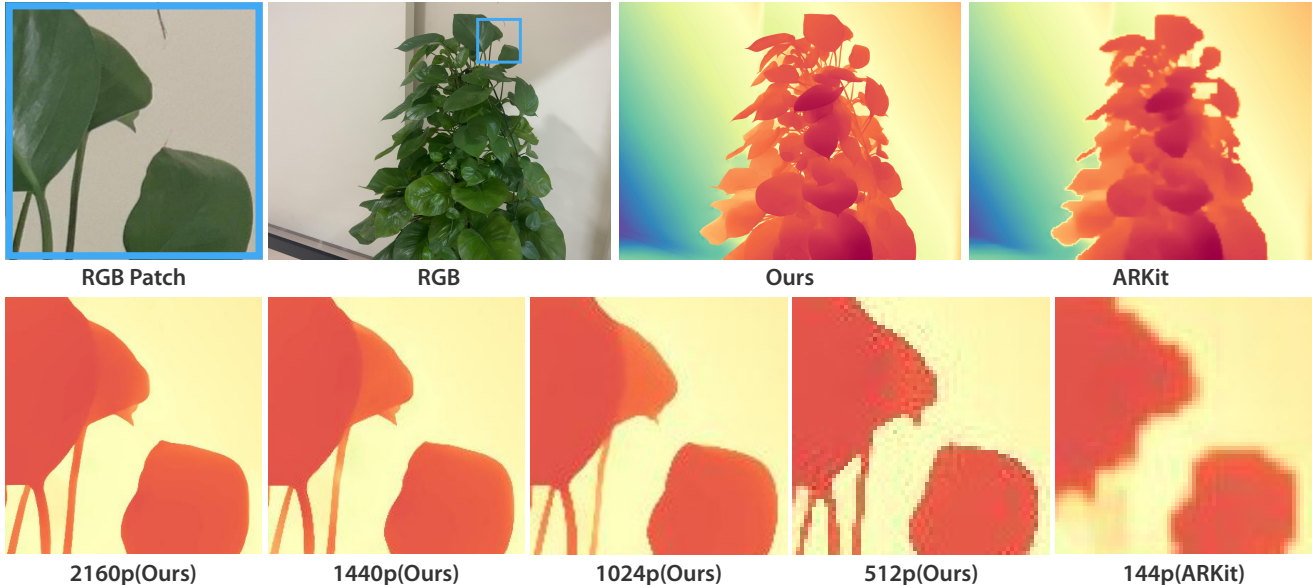 RGB Patch
RGB
Ours
ARKit
2160p(Ours)
1440p(Ours)
1024p(Ours)
512p(Ours)
144p(ARKit)